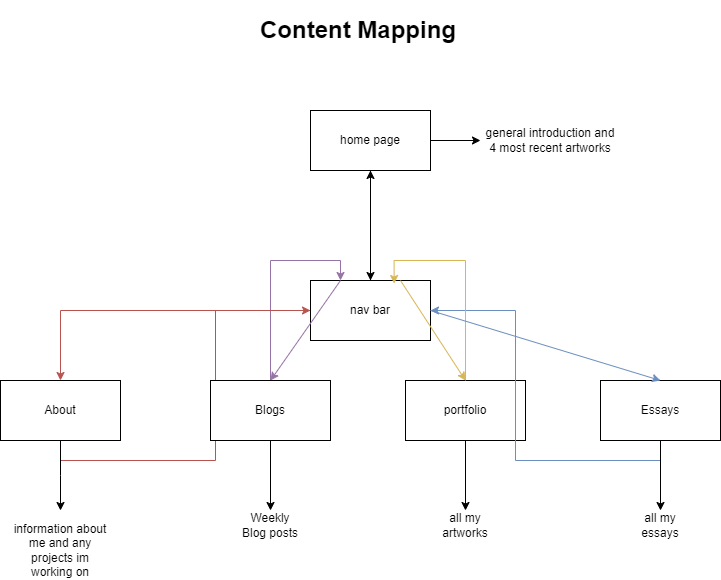 Content Mapping
home page
general introduction and
4 most recent artworks
nav bar
About
Blogs
portfolio
Essays
information about
me and any
projects im
working on
Weekly
Blog posts
all my
artworks
all my
essays